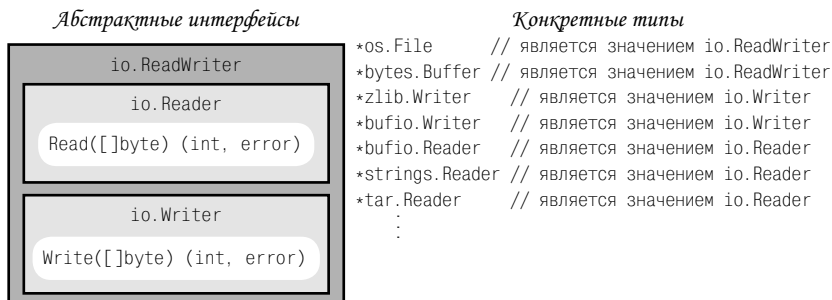 Абстрактные интерфейсы
io.ReadWriter
io.Reader
Read([]byte) (int, error)
io.Writer
Write([]byte) (int, error)
Конкретные типы
*os.File // является значением io.ReadWriter
*bytes.Buffer // является значением io.ReadWriter
*zlib.Writer // является значением io.Writer
*bufio.Writer // является значением io.Writer
*bufio.Reader // является значением io.Reader
*strings.Reader // является значением io.Reader
*tar.Reader // является значением io.Reader